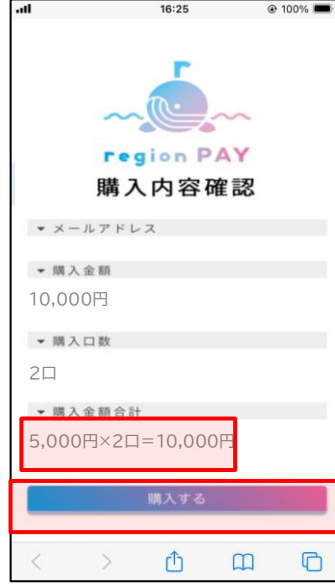 16:25
100%
region PAY
購入内容確認
メールアドレス
購入金額
10,000円
購入口数
2口
購入金額合計
5,000円×2口=10,000円
購入する